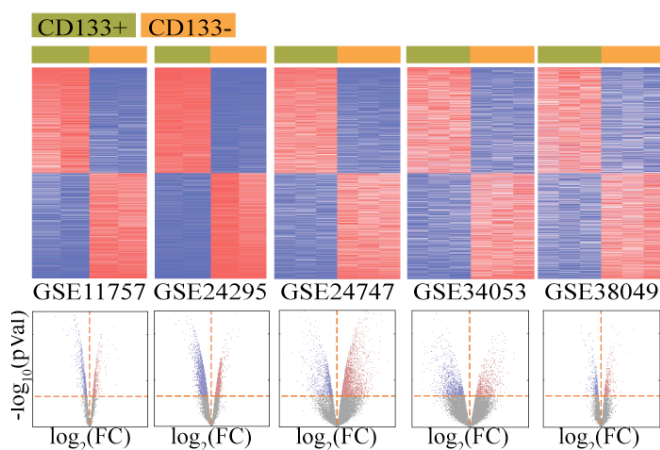 CD133+ CD133-
GSE11757 GSE24295 GSE24747 GSE34053 GSE38049
-log₁₀(pVal)
log₂(FC) log₂(FC) log₂(FC) log₂(FC) log₂(FC)